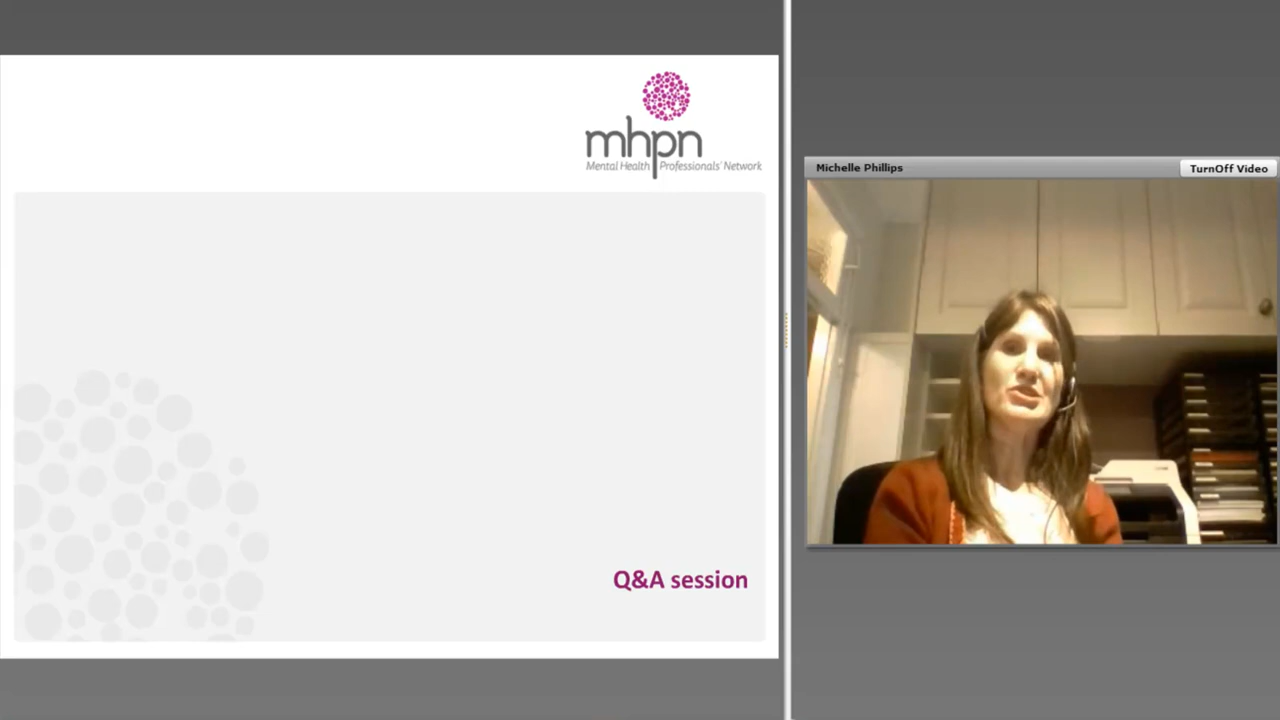 mhpn
Mental Health Professionals' Network
Q&A session
Michelle Phillips
TurnOff Video